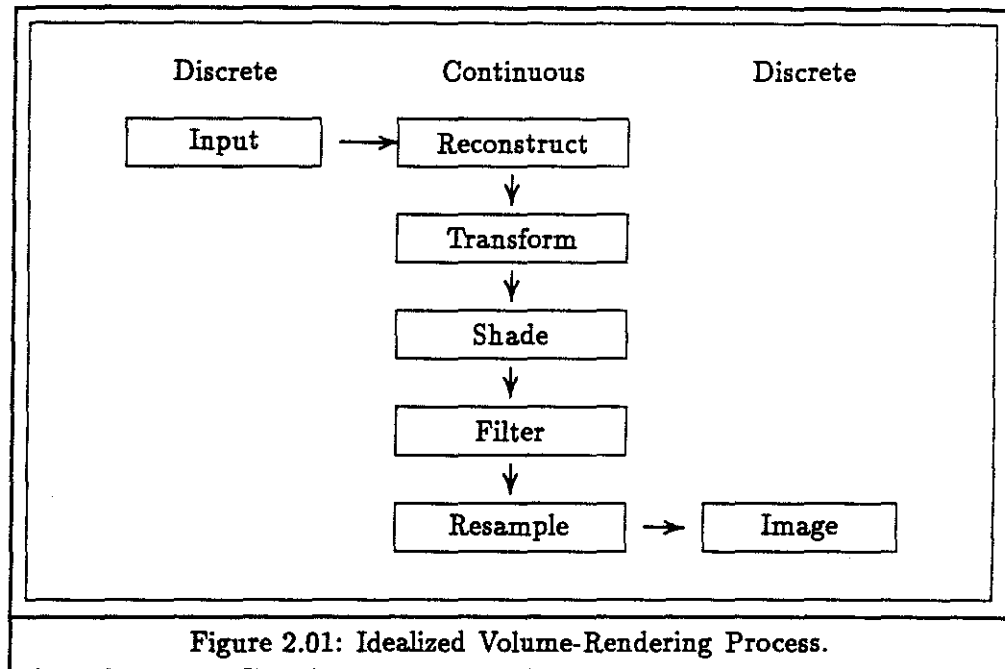 Discrete Continuous Discrete
Input Reconstruct
Transform
Shade
Filter
Resample Image
Figure 2.01: Idealized Volume-Rendering Process.